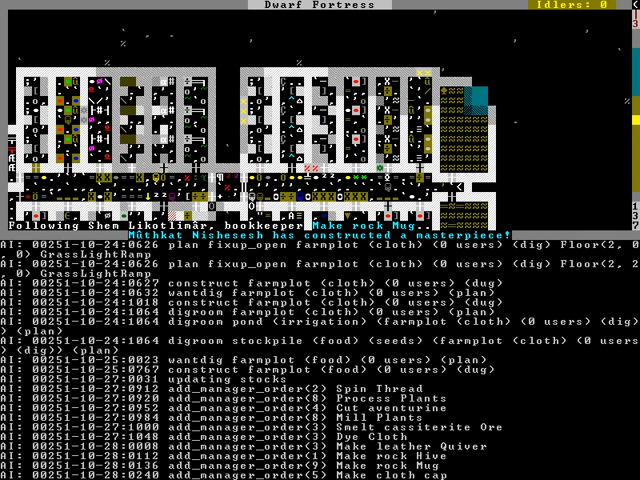 Dwarf Fortress
Idlers: 0
Following Shem Likotlimar, bookkeeper
Make rock Mug
Mùthkat Nishesesh has constructed a masterpiece!
AI: 00251-10-24:0626 plan fixup_open farmplot (cloth) (0 users) (dig) Floor(2, 0
, 0) GrassLightRamp
AI: 00251-10-24:0626 plan fixup_open farmplot (cloth) (0 users) (dig) Floor(2, 2
, 0) GrassLightRamp
AI: 00251-10-24:0627 construct farmplot (cloth) (0 users) (dug)
AI: 00251-10-24:0632 wantdig farmplot (cloth) (0 users) (plan)
AI: 00251-10-24:1018 construct farmplot (cloth) (0 users) (dug)
AI: 00251-10-24:1064 digroom farmplot (cloth) (0 users) (plan)
AI: 00251-10-24:1064 digroom pond (irrigation) (farmplot (cloth) (0 users) (dig)
) (plan)
AI: 00251-10-24:1064 digroom stockpile (food) (seeds) (farmplot (cloth) (0 users
) (dig)) (plan)
AI: 00251-10-25:0023 wantdig farmplot (food) (0 users) (plan)
AI: 00251-10-25:0767 construct farmplot (food) (0 users) (dug)
AI: 00251-10-27:0031 updating stocks
AI: 00251-10-27:0912 add_manager_order(2) Spin Thread
AI: 00251-10-27:0920 add_manager_order(8) Process Plants
AI: 00251-10-27:0952 add_manager_order(4) Cut aventurine
AI: 00251-10-27:0984 add_manager_order(8) Mill Plants
AI: 00251-10-27:1000 add_manager_order(3) Smelt cassiterite Ore
AI: 00251-10-27:1048 add_manager_order(3) Dye Cloth
AI: 00251-10-28:0008 add_manager_order(3) Make leather Quiver
AI: 00251-10-28:0112 add_manager_order(1) Make rock Hive
AI: 00251-10-28:0136 add_manager_order(9) Make rock Mug
AI: 00251-10-28:0240 add_manager_order(5) Make cloth cap